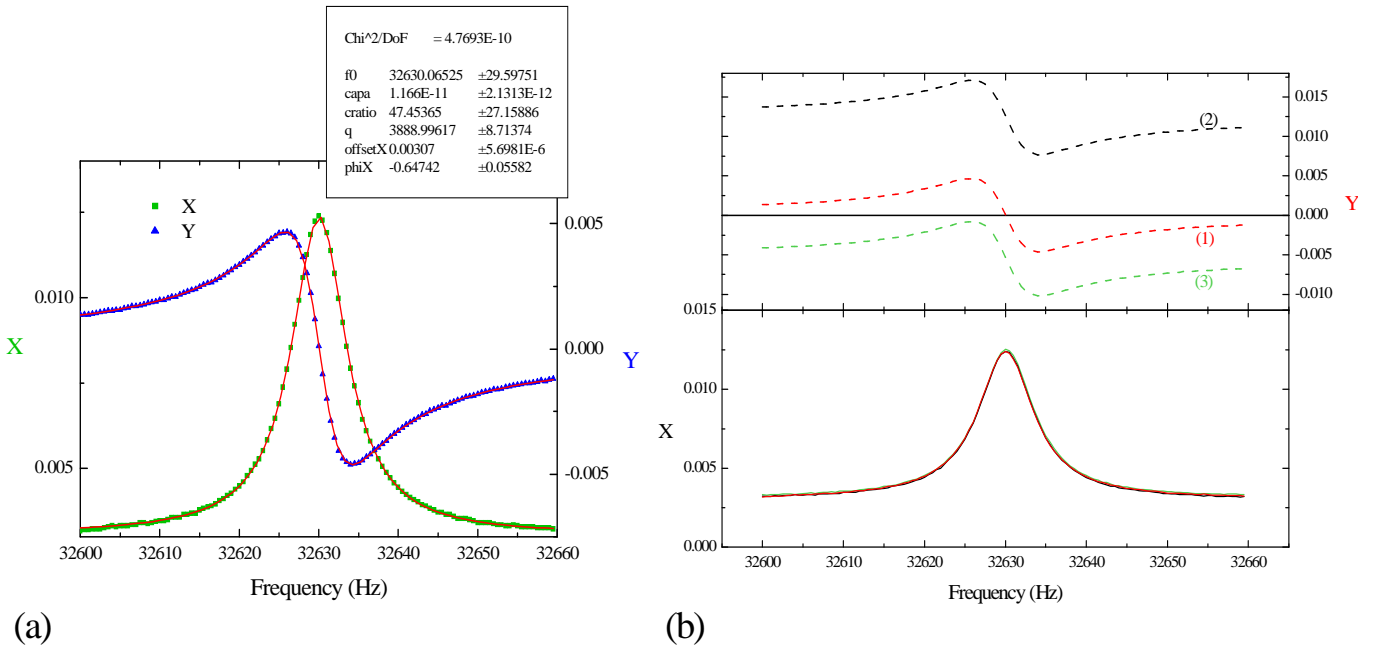 Chi^2/DoF = 4.7693E-10
f0 32630.06525 ±29.59751
capa 1.166E-11 ±2.1313E-12
cratio 47.45365 ±27.15886
q 3888.99617 ±8.71374
offsetX 0.00307 ±5.6981E-6
phiX -0.64742 ±0.05582
X
Y
0.010
0.005
X
0.005
0.000
-0.005
Y
32600 32610 32620 32630 32640 32650 32660
Frequency (Hz)
(a)
(2)
(1)
(3)
0.015
0.010
0.005
0.000
-0.005
-0.010
Y
0.015
0.010
0.005
0.000
X
32600 32610 32620 32630 32640 32650 32660
Frequency (Hz)
(b)